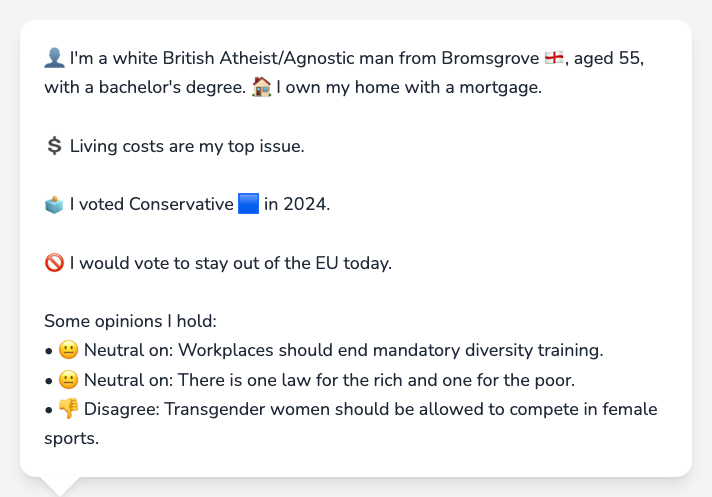 👤 I'm a white British Atheist/Agnostic man from Bromsgrove 🏴󠁧󠁢󠁥󠁮󠁧󠁿, aged 55,
with a bachelor's degree. 🏠 I own my home with a mortgage.
💲 Living costs are my top issue.
🗳️ I voted Conservative 🟦 in 2024.
🚫 I would vote to stay out of the EU today.
Some opinions I hold:
• 😐 Neutral on: Workplaces should end mandatory diversity training.
• 😐 Neutral on: There is one law for the rich and one for the poor.
• 👎 Disagree: Transgender women should be allowed to compete in female
sports.